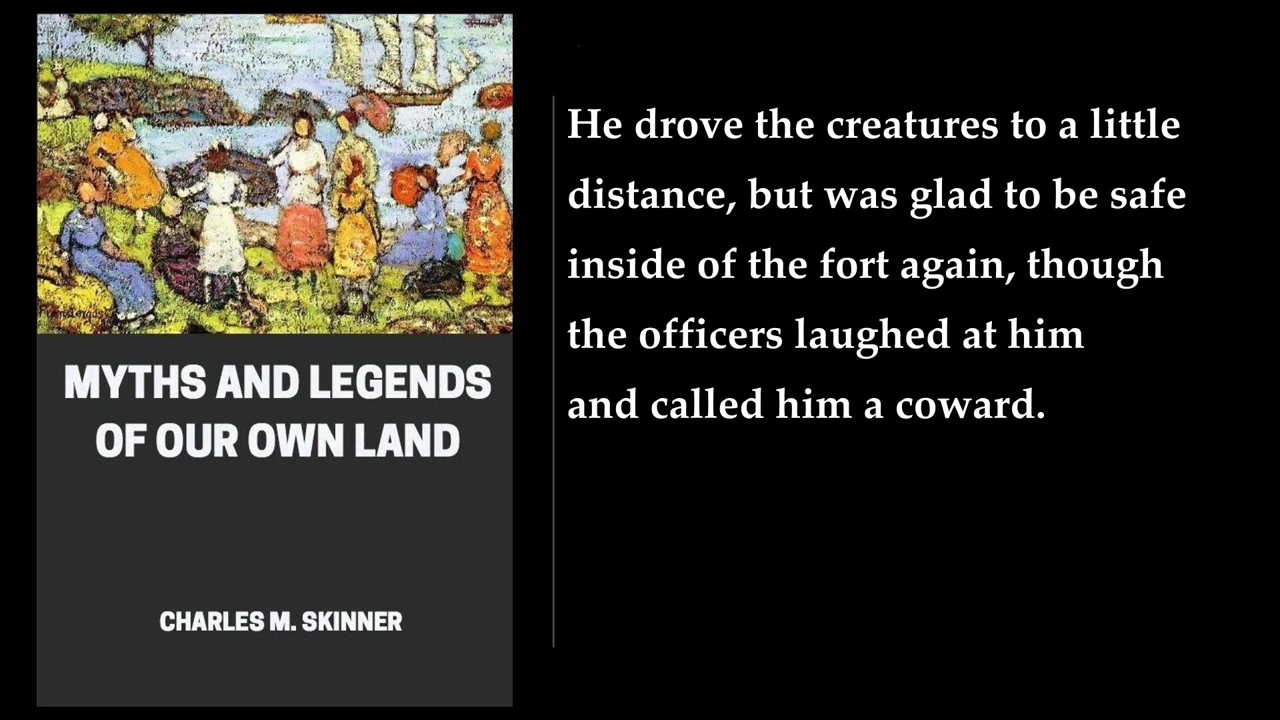 MYTHS AND LEGENDS
OF OUR OWN LAND
CHARLES M. SKINNER
He drove the creatures to a little
distance, but was glad to be safe
inside of the fort again, though
the officers laughed at him
and called him a coward.